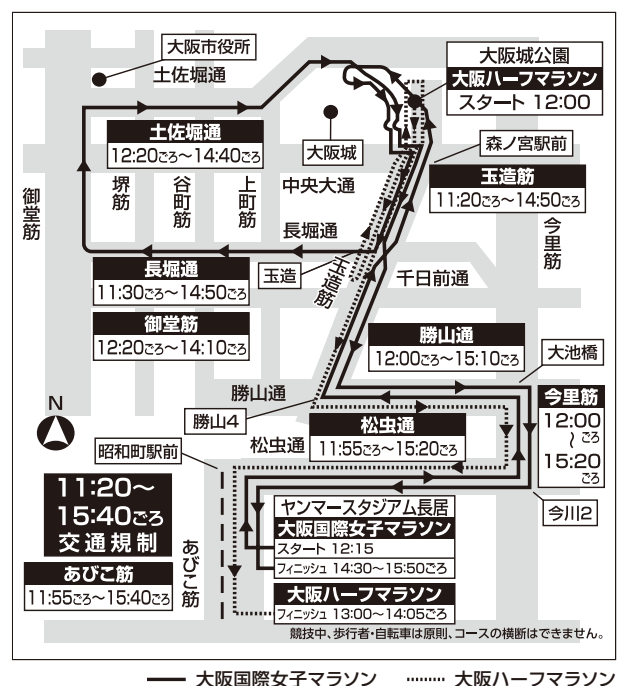 大阪市役所
土佐堀通
大阪城公園
大阪ハーフマラソン
スタート 12:00
土佐堀通
12:20ごろ〜14:40ごろ
大阪城
森ノ宮駅前
玉造筋
11:20〜14:50ごろ
御堂筋
堺筋
谷町筋
上町筋
中央大通
長堀通
今里筋
長堀通
11:30ごろ〜14:50ごろ
玉造
玉造筋
千日前通
御堂筋
12:20ごろ〜14:10ごろ
勝山通
12:00ごろ〜15:10ごろ
大池橋
N
勝山通
勝山4
今里筋
12:00
〜ごろ
15:20
ごろ
松虫通
11:55ごろ〜15:20ごろ
松虫通
昭和町駅前
11:20〜
15:40ごろ
交通規制
今川2
あびこ筋
11:55ごろ〜15:40ごろ
あびこ筋
ヤンマースタジアム長居
大阪国際女子マラソン
スタート 12:15
フィニッシュ 14:30〜15:50ごろ
大阪ハーフマラソン
フィニッシュ 13:00〜14:05ごろ
競技中、歩行者・自転車は原則、コースの横断はできません。
大阪国際女子マラソン
大阪ハーフマラソン